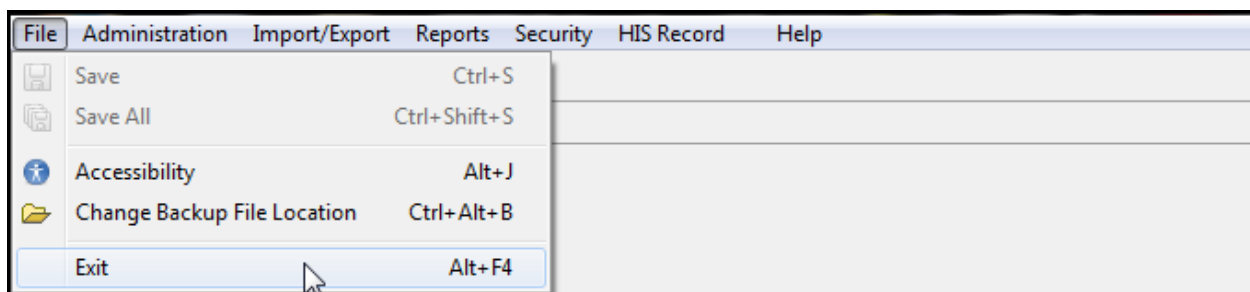 File Administration Import/Export Reports Security HIS Record Help
Save Ctrl+S
Save All Ctrl+Shift+S
Accessibility Alt+J
Change Backup File Location Ctrl+Alt+B
Exit Alt+F4